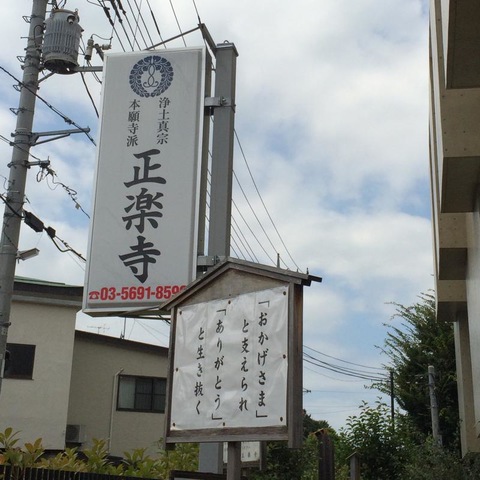 浄土真宗
本願寺派
正楽寺
☎03-5691-859
「おかげさま」
と支えられ
「ありがとう」
と生き抜く